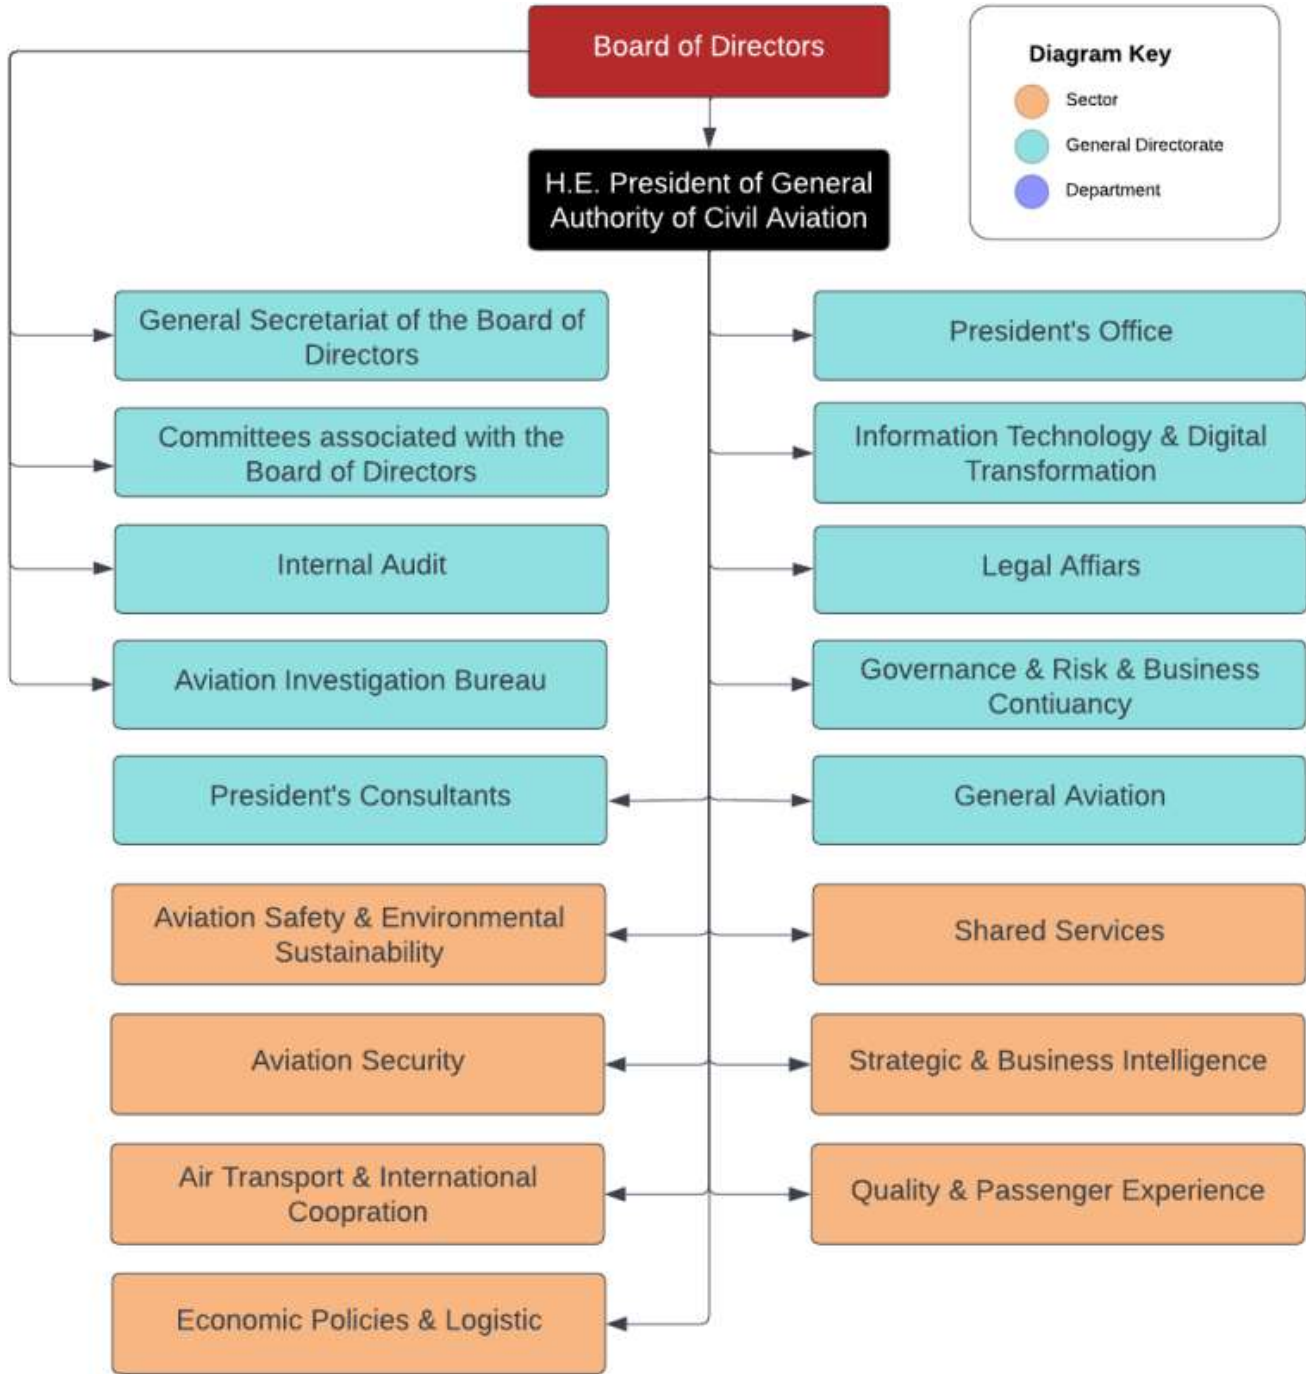 Board of Directors
Diagram Key
Sector
General Directorate
Department
H.E. President of General
Authority of Civil Aviation
General Secretariat of the Board of
Directors
President's Office
Committees associated with the
Board of Directors
Information Technology & Digital
Transformation
Internal Audit
Legal Affiars
Aviation Investigation Bureau
Governance & Risk & Business
Contiuancy
President's Consultants
General Aviation
Aviation Safety & Environmental
Sustainability
Shared Services
Aviation Security
Strategic & Business Intelligence
Air Transport & International
Coopration
Quality & Passenger Experience
Economic Policies & Logistic